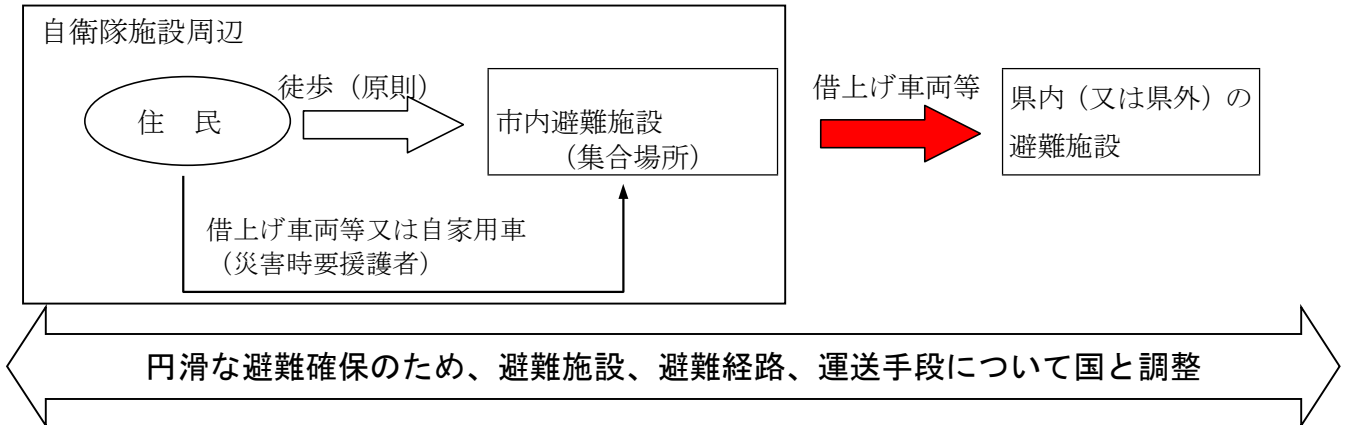 自衛隊施設周辺
住　民
徒歩（原則）
市内避難施設
（集合場所）
借上げ車両等
県内（又は県外）の
避難施設
借上げ車両等又は自家用車
（災害時要援護者）
円滑な避難確保のため、避難施設、避難経路、運送手段について国と調整